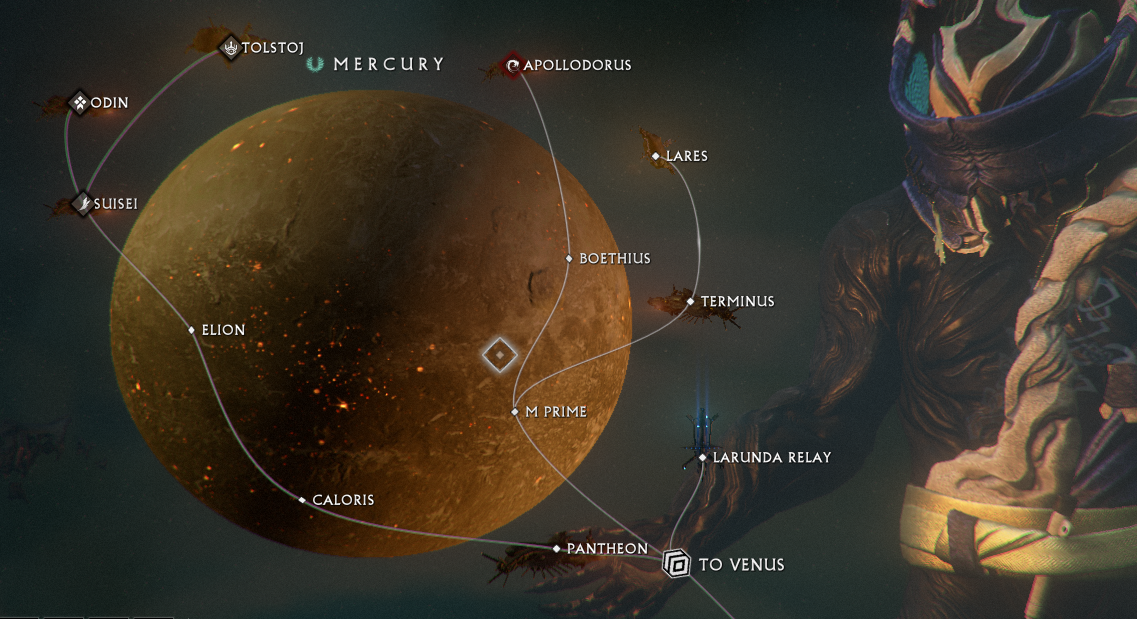 TOLSTOJ
MERCURY
APOLLODORUS
ODIN
LARES
SUISEI
BOETHIUS
TERMINUS
ELION
M PRIME
LARUNDA RELAY
CALORIS
PANTHEON
TO VENUS